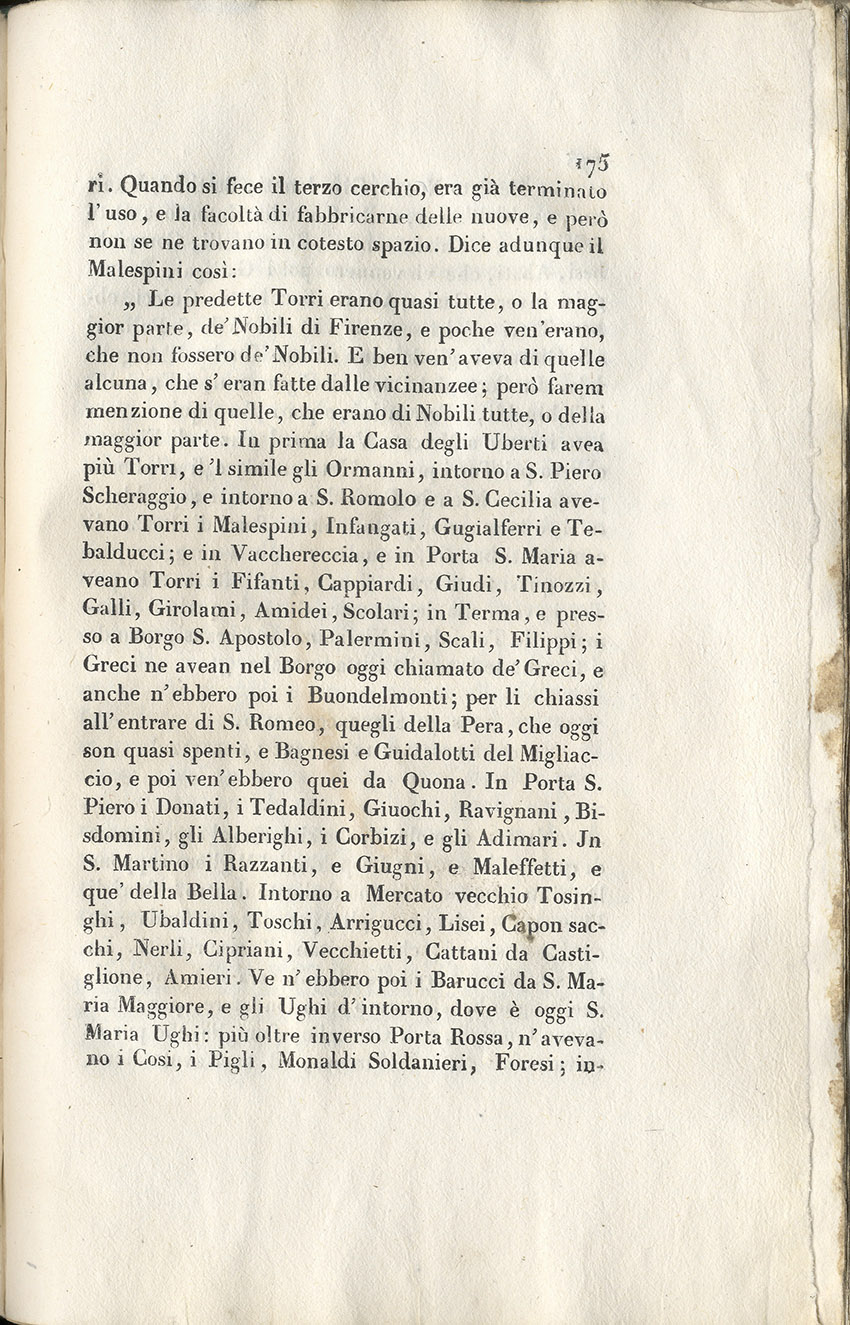 175
ri. Quando si fece il terzo cerchio, era già terminato
l'uso, e la facoltà di fabbricarne delle nuove, e però
non se ne trovano in cotesto spazio. Dice adunque il
Malespini così:
„ Le predette Torri erano quasi tutte, o la mag-
gior parte, de' Nobili di Firenze, e poche ven'erano,
che non fossero de' Nobili. E ben ven'aveva di quelle
alcuna, che s'eran fatte dalle vicinanzee; però farem
menzione di quelle, che erano di Nobili tutte, o della
maggior parte. In prima la Casa degli Uberti avea
più Torri, e 'l simile gli Ormanni, intorno a S. Piero
Scheraggio, e intorno a S. Romolo e a S. Cecilia ave-
vano Torri i Malespini, Infangati, Gugialferri e Te-
balducci; e in Vacchereccia, e in Porta S. Maria a-
veano Torri i Fifanti, Cappiardi, Giudi, Tinozzi,
Galli, Girolami, Amidei, Scolari; in Terma, e pres-
so a Borgo S. Apostolo, Palermini, Scali, Filippi; i
Greci ne avean nel Borgo oggi chiamato de' Greci, e
anche n'ebbero poi i Buondelmonti; per li chiassi
all'entrare di S. Romeo, quegli della Pera, che oggi
son quasi spenti, e Bagnesi e Guidalotti del Migliac-
cio, e poi ven'ebbero quei da Quona. In Porta S.
Piero i Donati, i Tedaldini, Giuochi, Ravignani, Bi-
sdomini, gli Alberighi, i Corbizi, e gli Adimari. Jn
S. Martino i Razzanti, e Giugni, e Maleffetti, e
que' della Bella. Intorno a Mercato vecchio Tosin-
ghi, Ubaldini, Toschi, Arrigucci, Lisei, Capon sac-
chi, Nerli, Cipriani, Vecchietti, Cattani da Casti-
glione, Amieri. Ve n'ebbero poi i Barucci da S. Ma-
ria Maggiore, e gli Ughi d'intorno, dove è oggi S.
Maria Ughi: più oltre inverso Porta Rossa, n'aveva-
no i Cosi, i Pigli, Monaldi Soldanieri, Foresi; in-